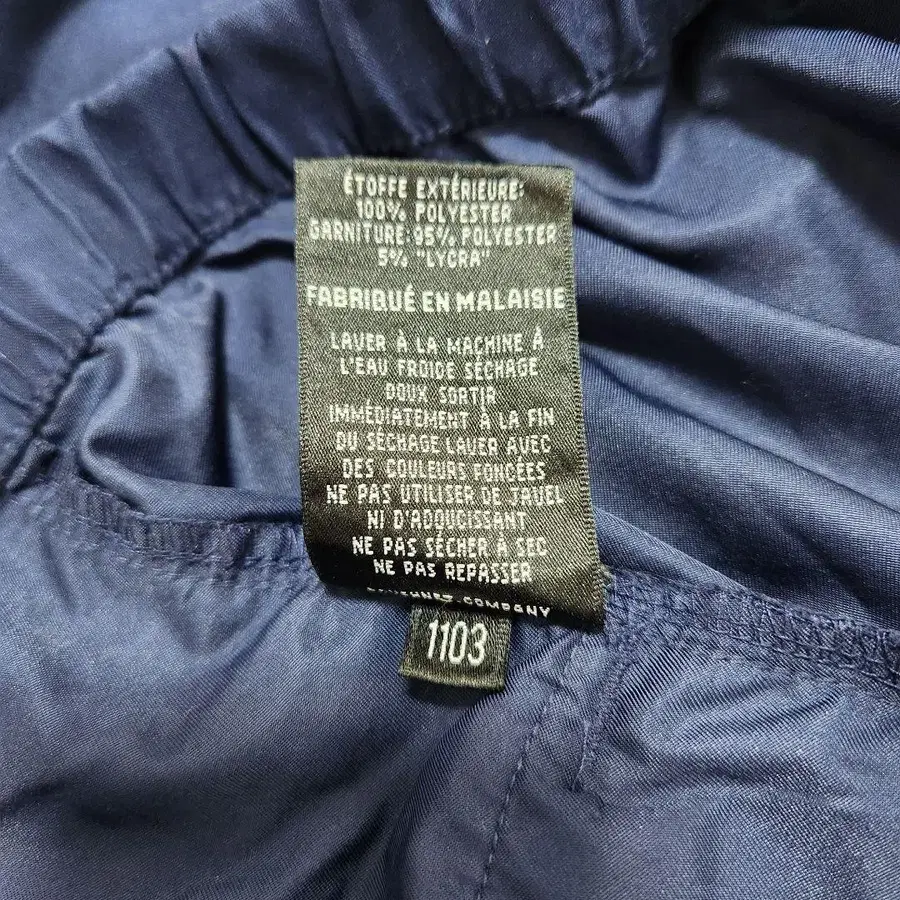 ÉTOFFE EXTÉRIEURE:
100% POLYESTER
GARNITURE: 95% POLYESTER
5% "LYCRA"
FABRIQUÉ EN MALAISIE
LAVER À LA MACHINE À
L'EAU FROIDE SÉCHAGE
DOUX SORTIR
IMMÉDIATEMENT À LA FIN
DU SÉCHAGE LAVER AVEC
DES COULEURS FONCÉES
NE PAS UTILISER DE JAVEL
NI D'ADOUCISSANT
NE PAS SÉCHER À SEC
NE PAS REPASSER
COMPANY
1103